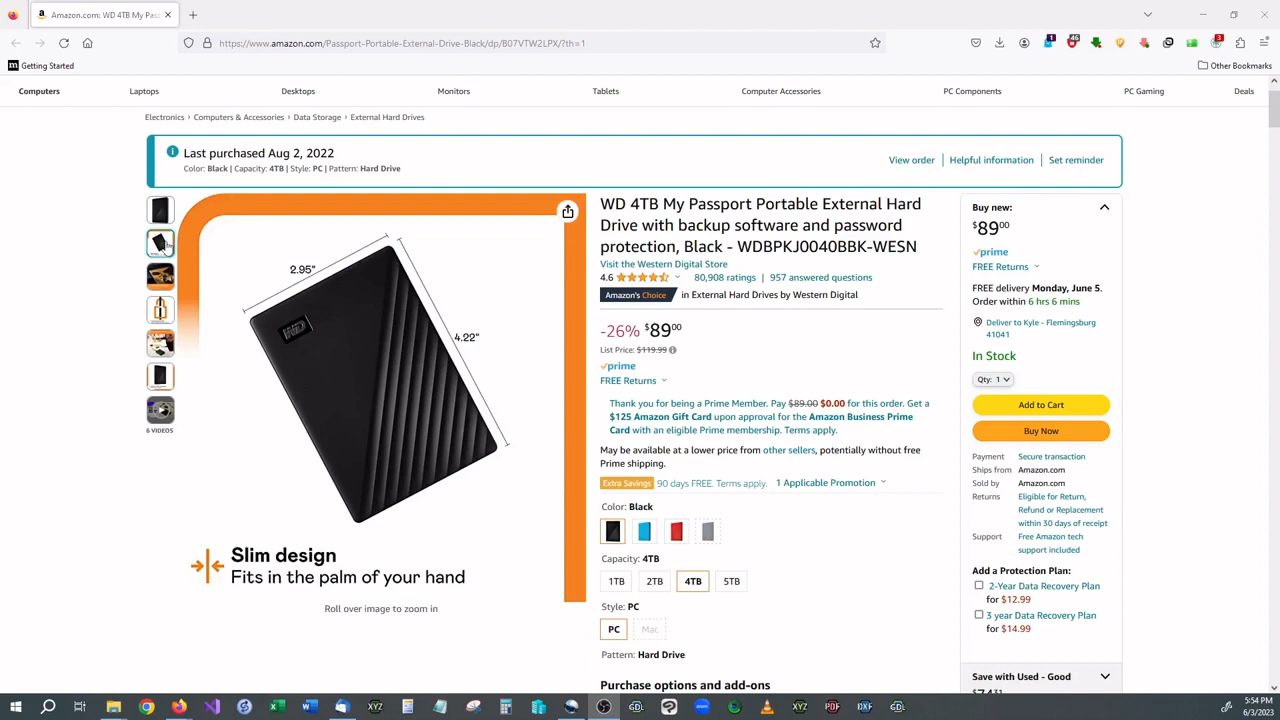 Amazon.com: WD 4TB My Pas
https://www.amazon.com/Passport-Portable-External-Drive-Black/dp/B07VTW2LPX/?th=1
1
46
3
Getting Started
Other Bookmarks
Computers
Laptops
Desktops
Monitors
Tablets
Computer Accessories
PC Components
PC Gaming
Deals
Electronics › Computers & Accessories › Data Storage › External Hard Drives
Last purchased Aug 2, 2022
Color: Black | Capacity: 4TB | Style: PC | Pattern: Hard Drive
View order
Helpful information
Set reminder
6 VIDEOS
2.95"
4.22"
WD
Slim design
Fits in the palm of your hand
Roll over image to zoom in
WD 4TB My Passport Portable External Hard
Drive with backup software and password
protection, Black - WDBPKJ0040BBK-WESN
Visit the Western Digital Store
4.6
80,908 ratings | 957 answered questions
Amazon's Choice in External Hard Drives by Western Digital
-26% $8900
List Price: $119.99
prime
FREE Returns
Thank you for being a Prime Member. Pay $89.00 $0.00 for this order. Get a
$125 Amazon Gift Card upon approval for the Amazon Business Prime
Card with an eligible Prime membership. Terms apply.
May be available at a lower price from other sellers, potentially without free
Prime shipping.
Extra Savings 90 days FREE. Terms apply. 1 Applicable Promotion
Color: Black
Capacity: 4TB
1TB
2TB
4TB
5TB
Style: PC
PC
Mac
Pattern: Hard Drive
Purchase options and add-ons
Buy new:
$8900
prime
FREE Returns
FREE delivery Monday, June 5.
Order within 6 hrs 6 mins
Deliver to Kyle - Flemingsburg
41041
In Stock
Qty: 1
Add to Cart
Buy Now
Payment Secure transaction
Ships from Amazon.com
Sold by Amazon.com
Returns Eligible for Return,
Refund or Replacement
within 30 days of receipt
Support Free Amazon tech
support included
Add a Protection Plan:
2-Year Data Recovery Plan
for $12.99
3 year Data Recovery Plan
for $14.99
Save with Used - Good
5:54 PM
6/3/2023